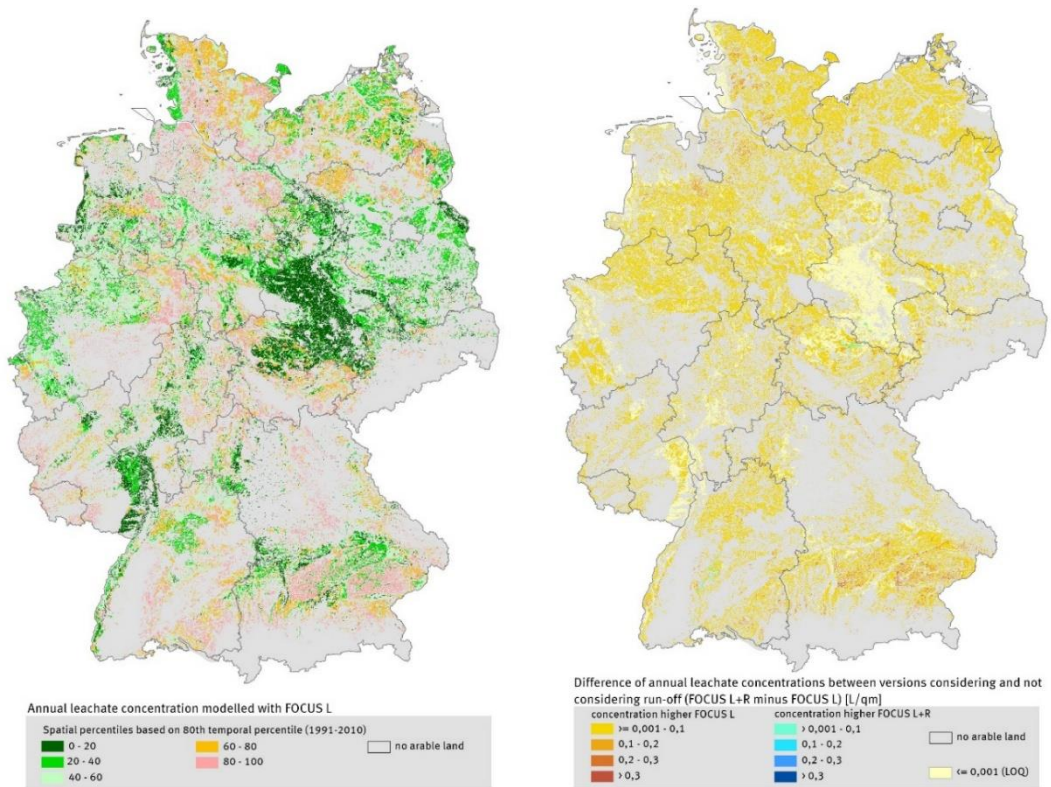 Annual leachate concentration modelled with FOCUS L
Spatial percentiles based on 80th temporal percentile (1991-2010)
0 - 20
20 - 40
40 - 60
60 - 80
80 - 100
no arable land
Difference of annual leachate concentrations between versions considering and not
considering run-off (FOCUS L+R minus FOCUS L) [L/qm]
concentration higher FOCUS L
>= 0,001 - 0,1
0,1 - 0,2
0,2 - 0,3
> 0,3
concentration higher FOCUS L+R
> 0,001 - 0,1
0,1 - 0,2
0,2 - 0,3
> 0,3
no arable land
<= 0,001 (LOQ)